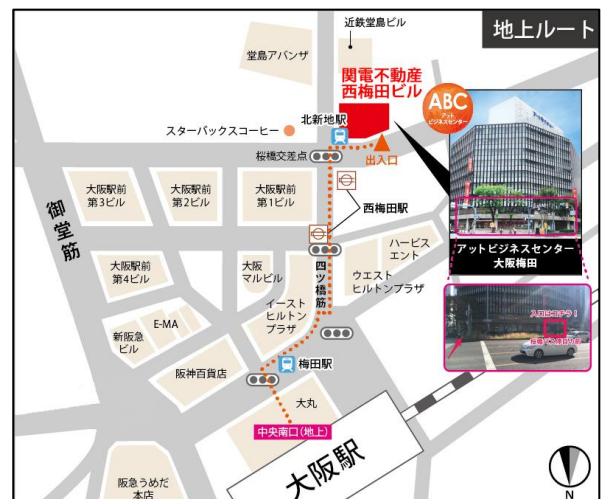 地上ルート
近鉄堂島ビル
堂島アバンザ
関電不動産
西梅田ビル
ABC
アット
ビジネスセンター
北新地駅
スターバックスコーヒー
桜橋交差点
出入口
大阪駅前
第3ビル
大阪駅前
第2ビル
大阪駅前
第1ビル
西梅田駅
御堂筋
アットビジネスセンター
大阪梅田
ハービス
エント
大阪駅前
第4ビル
大阪
マルビル
四ツ橋筋
ウエスト
ヒルトンプラザ
イースト
ヒルトン
プラザ
入口はコチラ!
E-MA
新阪急
ビル
阪神百貨店
梅田駅
大丸
中央南口(地上)
大阪駅
阪急うめだ
本店
N